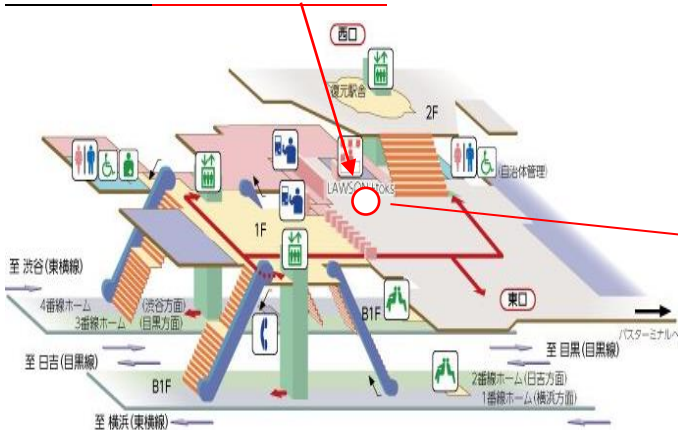 西口
復元駅舎
2F
(自治体管理)
LAWSON+toks
1F
至 渋谷(東横線)
4番線ホーム (渋谷方面)
3番線ホーム (目黒方面)
東口
B1F
バスターミナルへ
至 日吉(目黒線)
至 目黒(目黒線)
B1F
2番線ホーム(日吉方面)
1番線ホーム(横浜方面)
至 横浜(東横線)